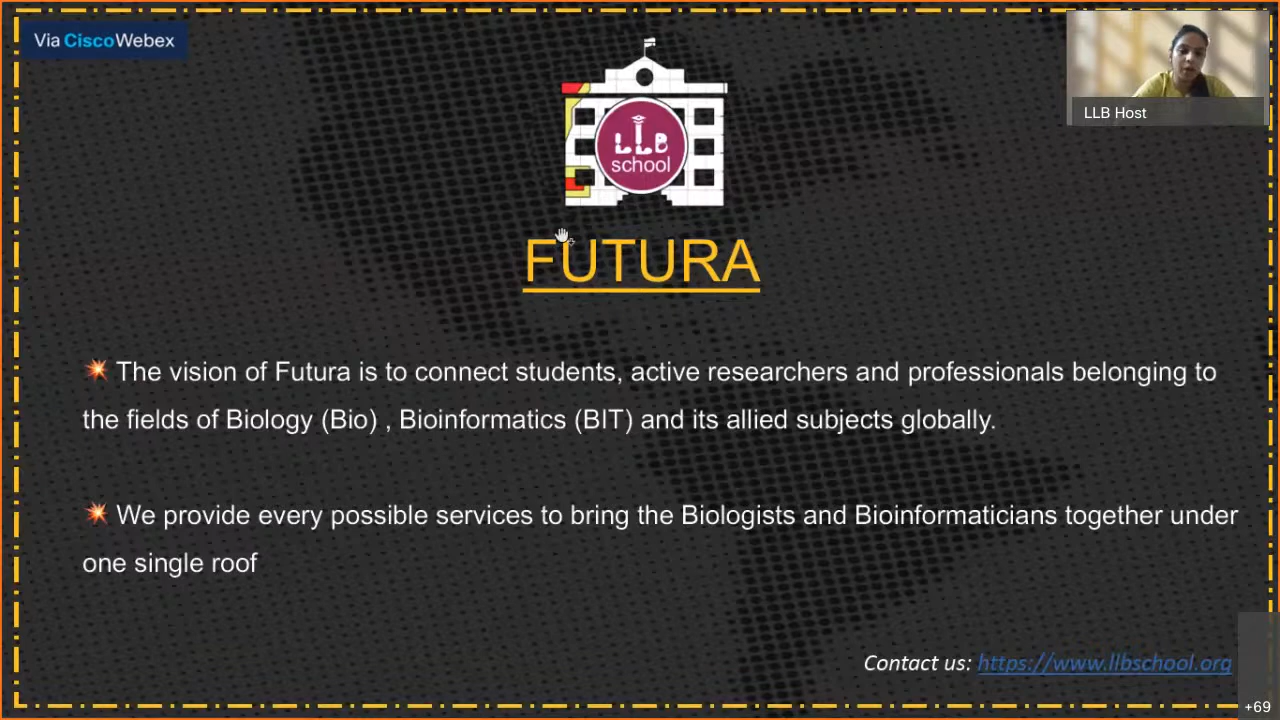 Via CiscoWebex
LLB Host
LLB
school
FUTURA
💥 The vision of Futura is to connect students, active researchers and professionals belonging to
the fields of Biology (Bio) , Bioinformatics (BIT) and its allied subjects globally.
💥 We provide every possible services to bring the Biologists and Bioinformaticians together under
one single roof
Contact us: https://www.llbschool.org
+69